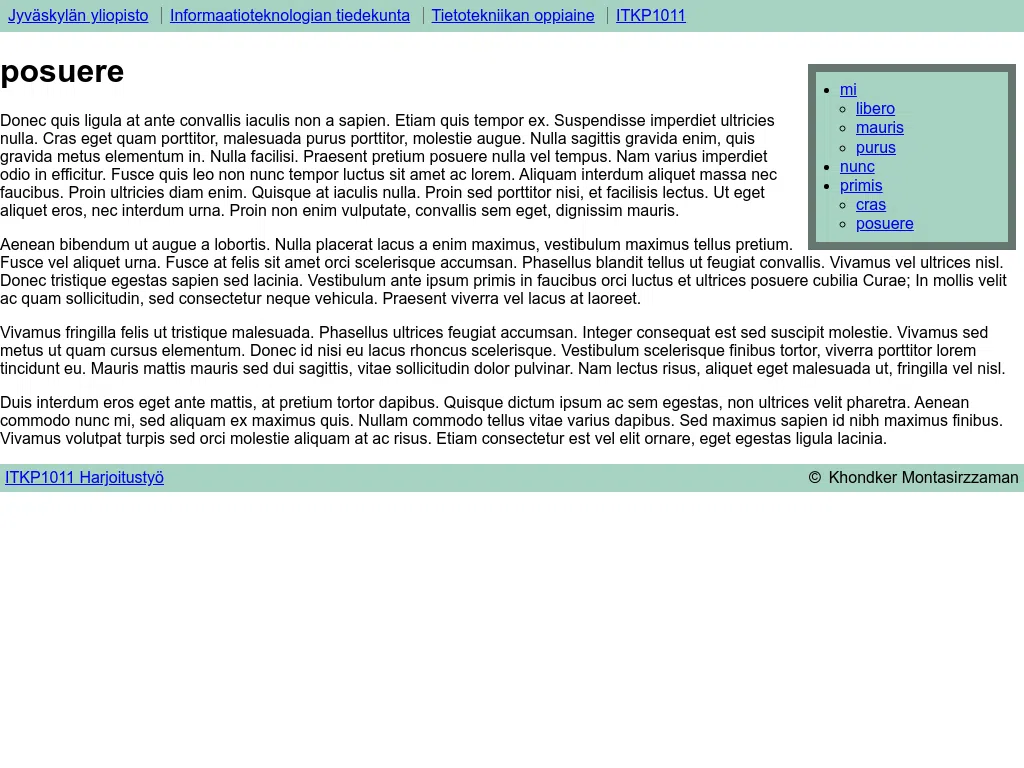 Jyväskylän yliopisto Informaatioteknologian tiedekunta Tietotekniikan oppiaine ITKP1011
posuere
mi
libero
mauris
purus
nunc
primis
cras
posuere
Donec quis ligula at ante convallis iaculis non a sapien. Etiam quis tempor ex. Suspendisse imperdiet ultricies
nulla. Cras eget quam porttitor, malesuada purus porttitor, molestie augue. Nulla sagittis gravida enim, quis
gravida metus elementum in. Nulla facilisi. Praesent pretium posuere nulla vel tempus. Nam varius imperdiet
odio in efficitur. Fusce quis leo non nunc tempor luctus sit amet ac lorem. Aliquam interdum aliquet massa nec
faucibus. Proin ultricies diam enim. Quisque at iaculis nulla. Proin sed porttitor nisi, et facilisis lectus. Ut eget
aliquet eros, nec interdum urna. Proin non enim vulputate, convallis sem eget, dignissim mauris.
Aenean bibendum ut augue a lobortis. Nulla placerat lacus a enim maximus, vestibulum maximus tellus pretium.
Fusce vel aliquet urna. Fusce at felis sit amet orci scelerisque accumsan. Phasellus blandit tellus ut feugiat convallis. Vivamus vel ultrices nisl.
Donec tristique egestas sapien sed lacinia. Vestibulum ante ipsum primis in faucibus orci luctus et ultrices posuere cubilia Curae; In mollis velit
ac quam sollicitudin, sed consectetur neque vehicula. Praesent viverra vel lacus at laoreet.
Vivamus fringilla felis ut tristique malesuada. Phasellus ultrices feugiat accumsan. Integer consequat est sed suscipit molestie. Vivamus sed
metus ut quam cursus elementum. Donec id nisi eu lacus rhoncus scelerisque. Vestibulum scelerisque finibus tortor, viverra porttitor lorem
tincidunt eu. Mauris mattis mauris sed dui sagittis, vitae sollicitudin dolor pulvinar. Nam lectus risus, aliquet eget malesuada ut, fringilla vel nisl.
Duis interdum eros eget ante mattis, at pretium tortor dapibus. Quisque dictum ipsum ac sem egestas, non ultrices velit pharetra. Aenean
commodo nunc mi, sed aliquam ex maximus quis. Nullam commodo tellus vitae varius dapibus. Sed maximus sapien id nibh maximus finibus.
Vivamus volutpat turpis sed orci molestie aliquam at ac risus. Etiam consectetur est vel elit ornare, eget egestas ligula lacinia.
ITKP1011 Harjoitustyö © Khondker Montasirzzaman